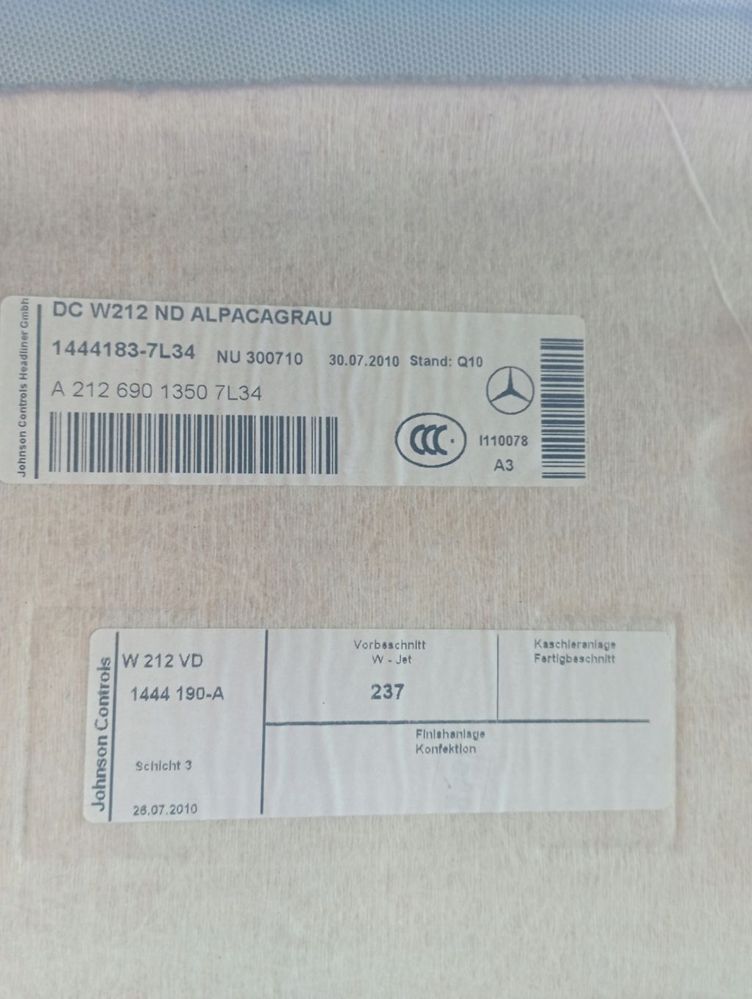 Johnson Controls Headliner Gmbh
DC W212 ND ALPACAGRAU
1444183-7L34 NU 300710 30.07.2010 Stand: Q10
A 212 690 1350 7L34
CCC
I110078
A3
Johnson Controls
W 212 VD
1444 190-A
Schicht 3
26.07.2010
Vorbeschnitt
W - Jet
237
Kaschieranlage
Fertigbeschnitt
Finishanlage
Konfektion